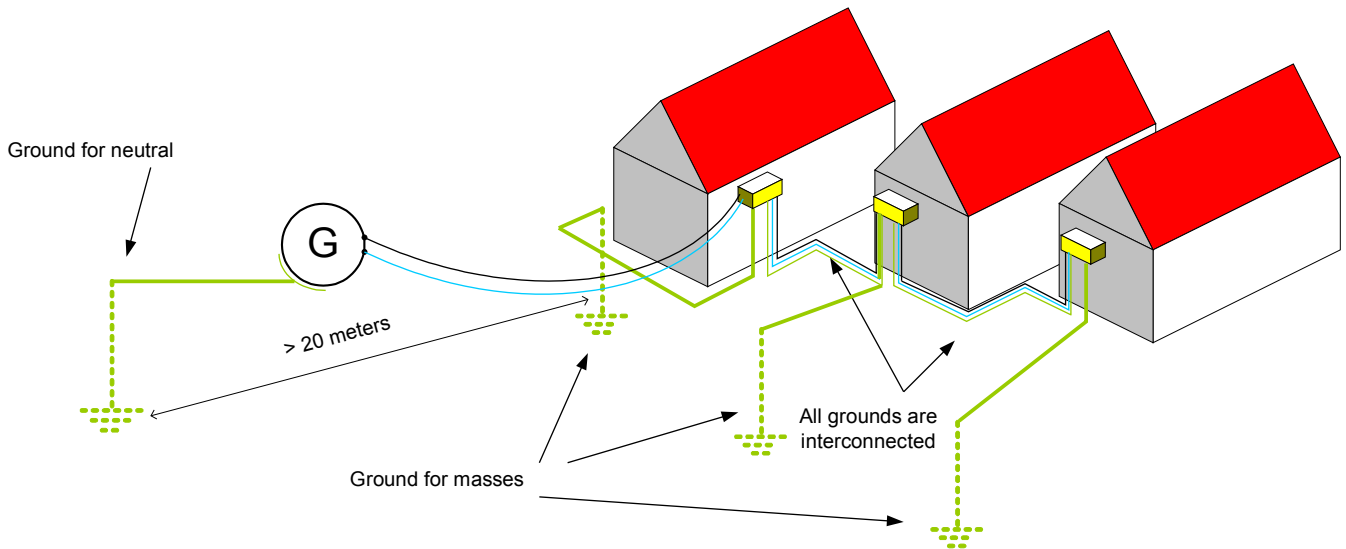 Ground for neutral
G
> 20 meters
All grounds are
interconnected
Ground for masses